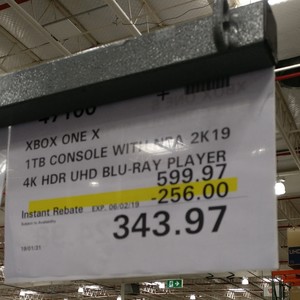 XBOX ONE X
1TB CONSOLE WITH NBA 2K19
4K HDR UHD BLU-RAY PLAYER
599.97
Instant Rebate EXP. 06/02/19 -256.00
343.97